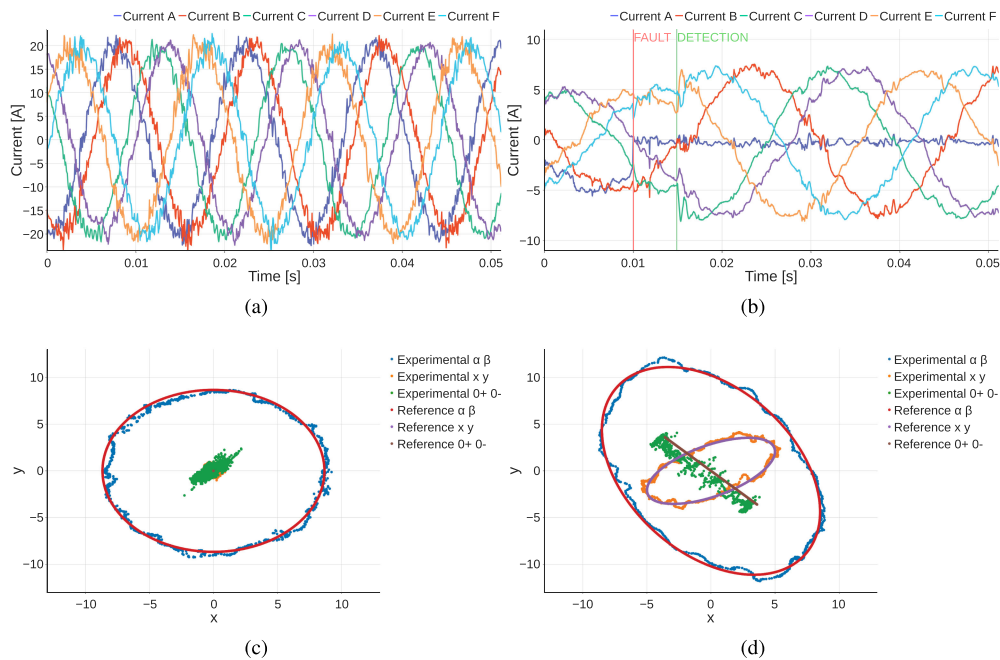 Current A Current B Current C Current D Current E Current F
20
15
10
5
0
−5
−10
−15
−20
Current [A]
0 0.01 0.02 0.03 0.04 0.05
Time [s]
(a)
Current A Current B Current C Current D Current E Current F
FAULT DETECTION
10
5
0
−5
−10
Current [A]
0 0.01 0.02 0.03 0.04 0.05
Time [s]
(b)
10
5
0
−5
−10
y
−10 −5 0 5 10
x
Experimental α β
Experimental x y
Experimental 0+ 0-
Reference α β
Reference x y
Reference 0+ 0-
(c)
10
5
0
−5
−10
y
−10 −5 0 5 10
x
Experimental α β
Experimental x y
Experimental 0+ 0-
Reference α β
Reference x y
Reference 0+ 0-
(d)